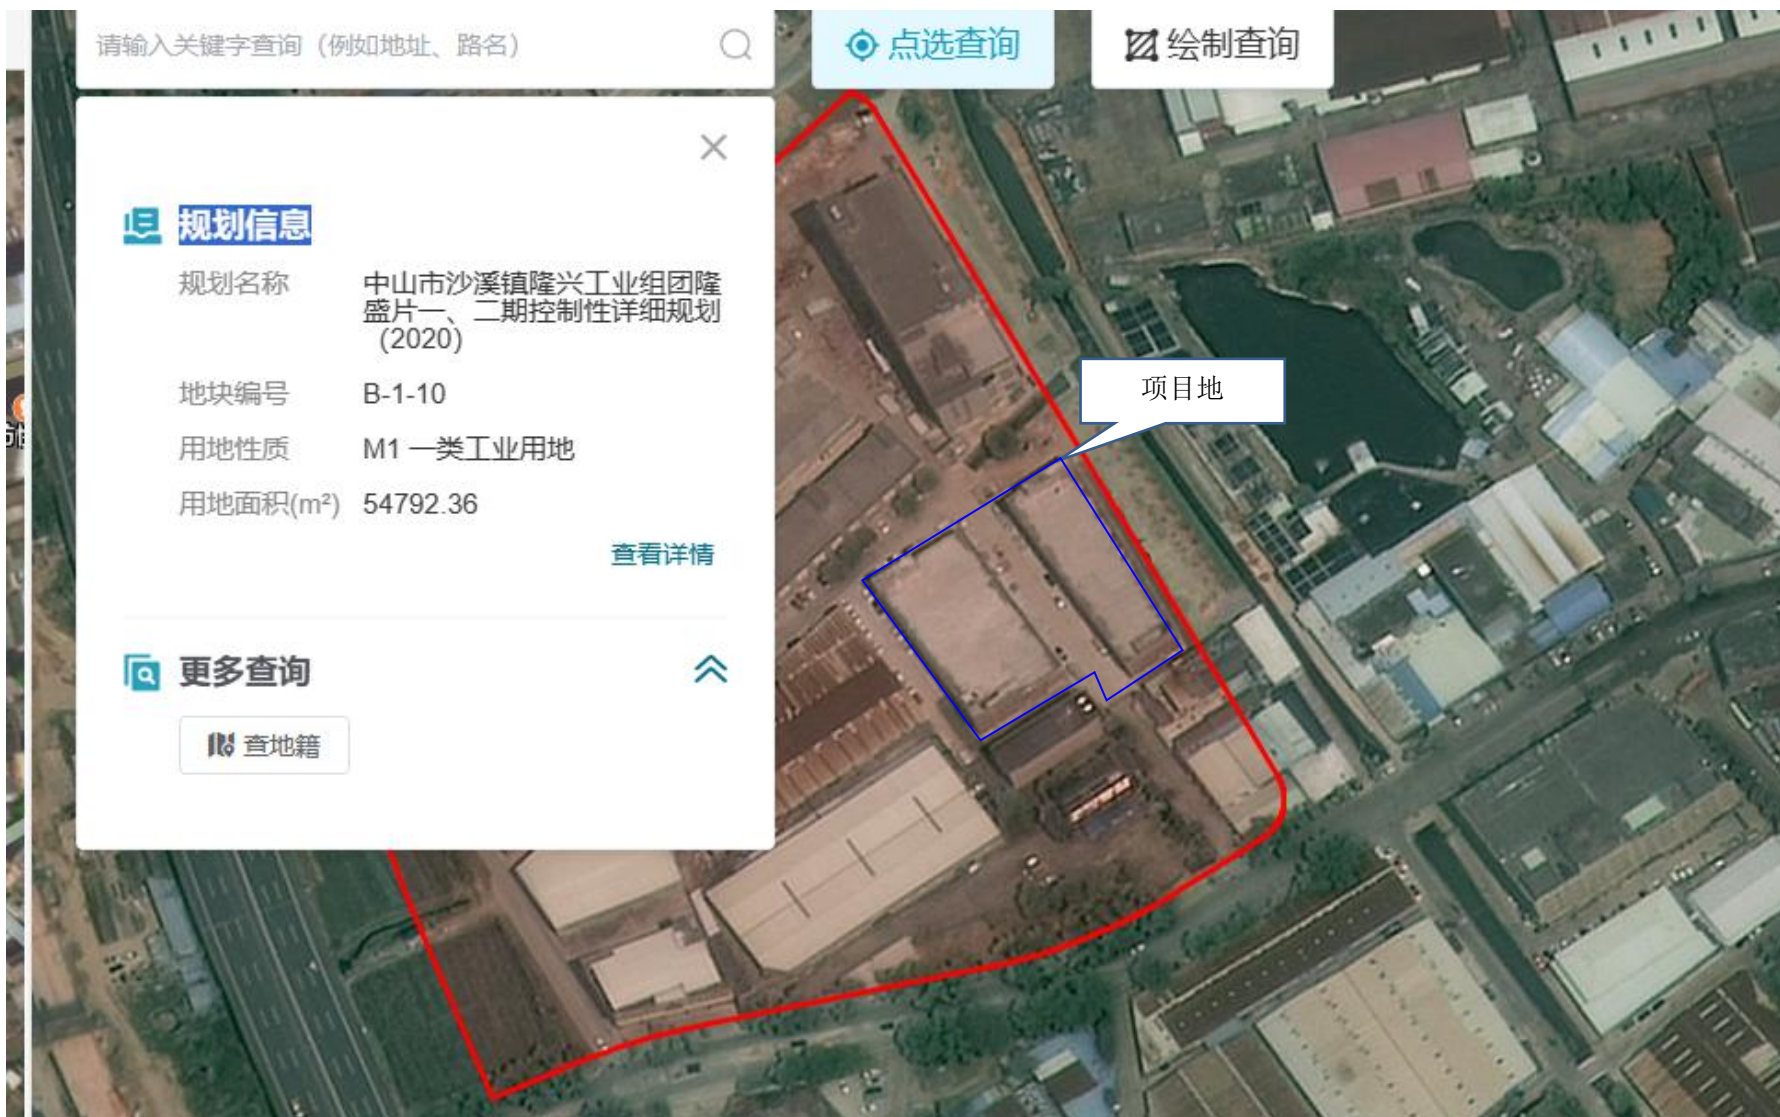 请输入关键字查询（例如地址、路名）
点选查询
绘制查询
规划信息
规划名称
中山市沙溪镇隆兴工业组团隆
盛片一、二期控制性详细规划
（2020）
地块编号
B-1-10
用地性质
M1 一类工业用地
用地面积(m²)
54792.36
查看详情
更多查询
查地籍
项目地